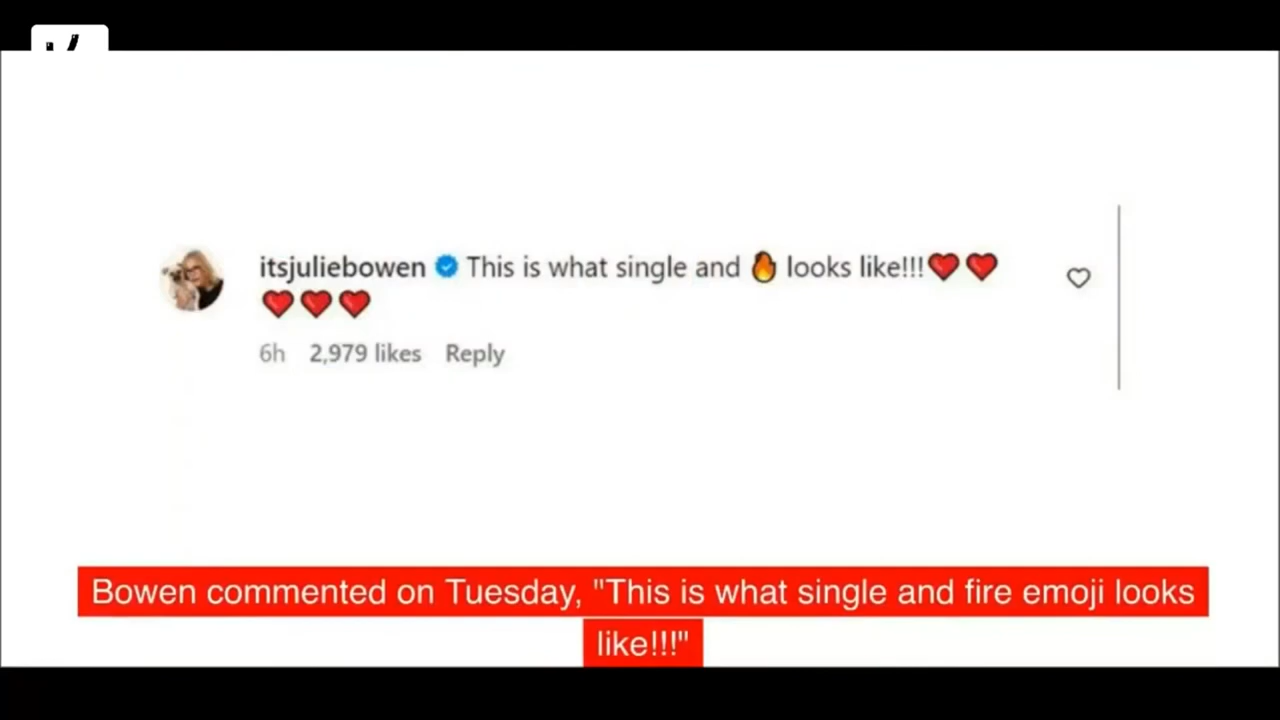 itsjuliebowen This is what single and 🔥 looks like!!!❤️❤️
❤️❤️❤️
6h 2,979 likes Reply
Bowen commented on Tuesday, "This is what single and fire emoji looks
like!!!"